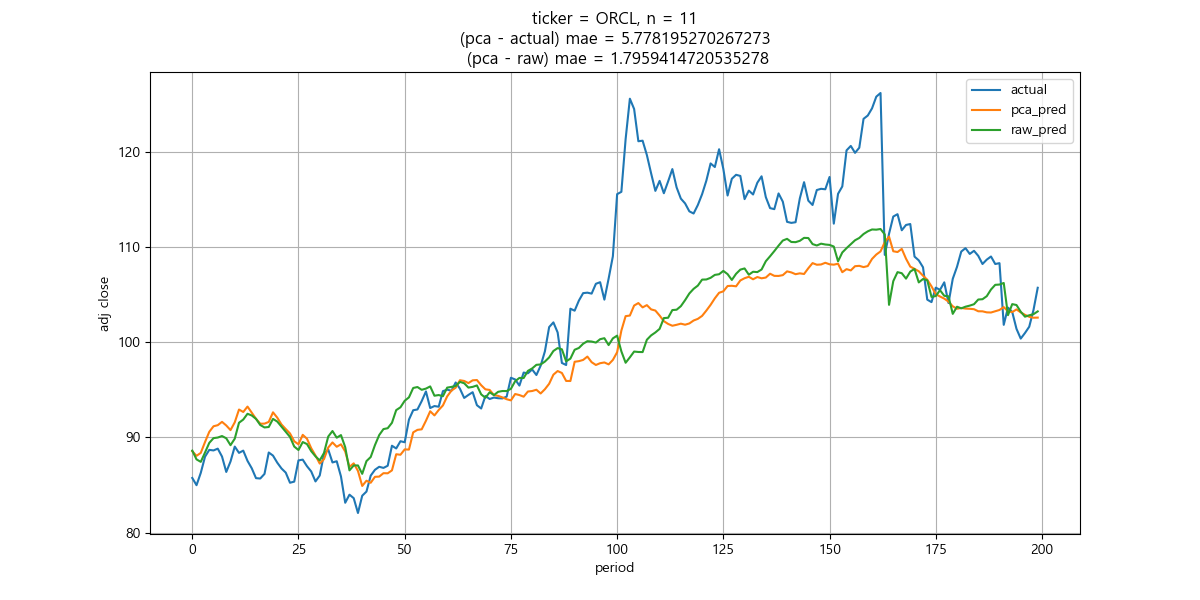 ticker = ORCL, n = 11
(pca - actual) mae = 5.778195270267273
(pca - raw) mae = 1.7959414720535278
actual
pca_pred
raw_pred
adj close
120
110
100
90
80
0 25 50 75 100 125 150 175 200
period